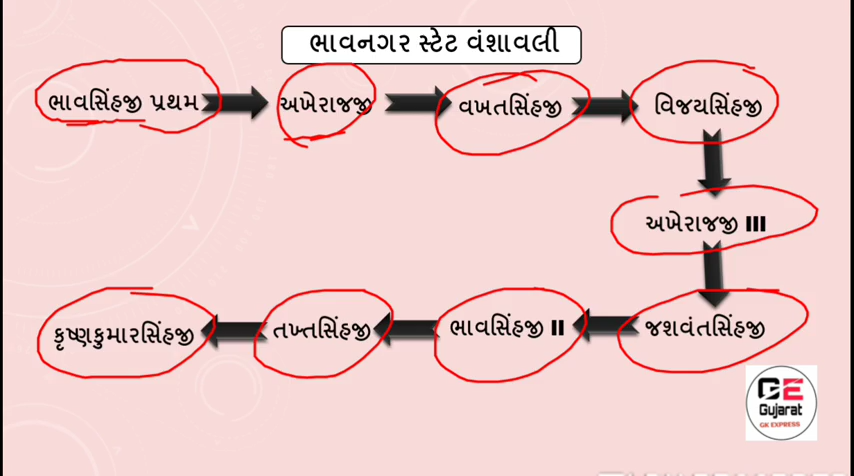 ભાવનગર સ્ટેટ વંશાવલી
ભાવસિંહજી પ્રથમ
અખેરાજજી
વખતસિંહજી
વિજયસિંહજી
અખેરાજજી III
જશવંતસિંહજી
ભાવસિંહજી II
તખ્તસિંહજી
કૃષ્ણકુમારસિંહજી
GE
Gujarat
GK EXPRESS